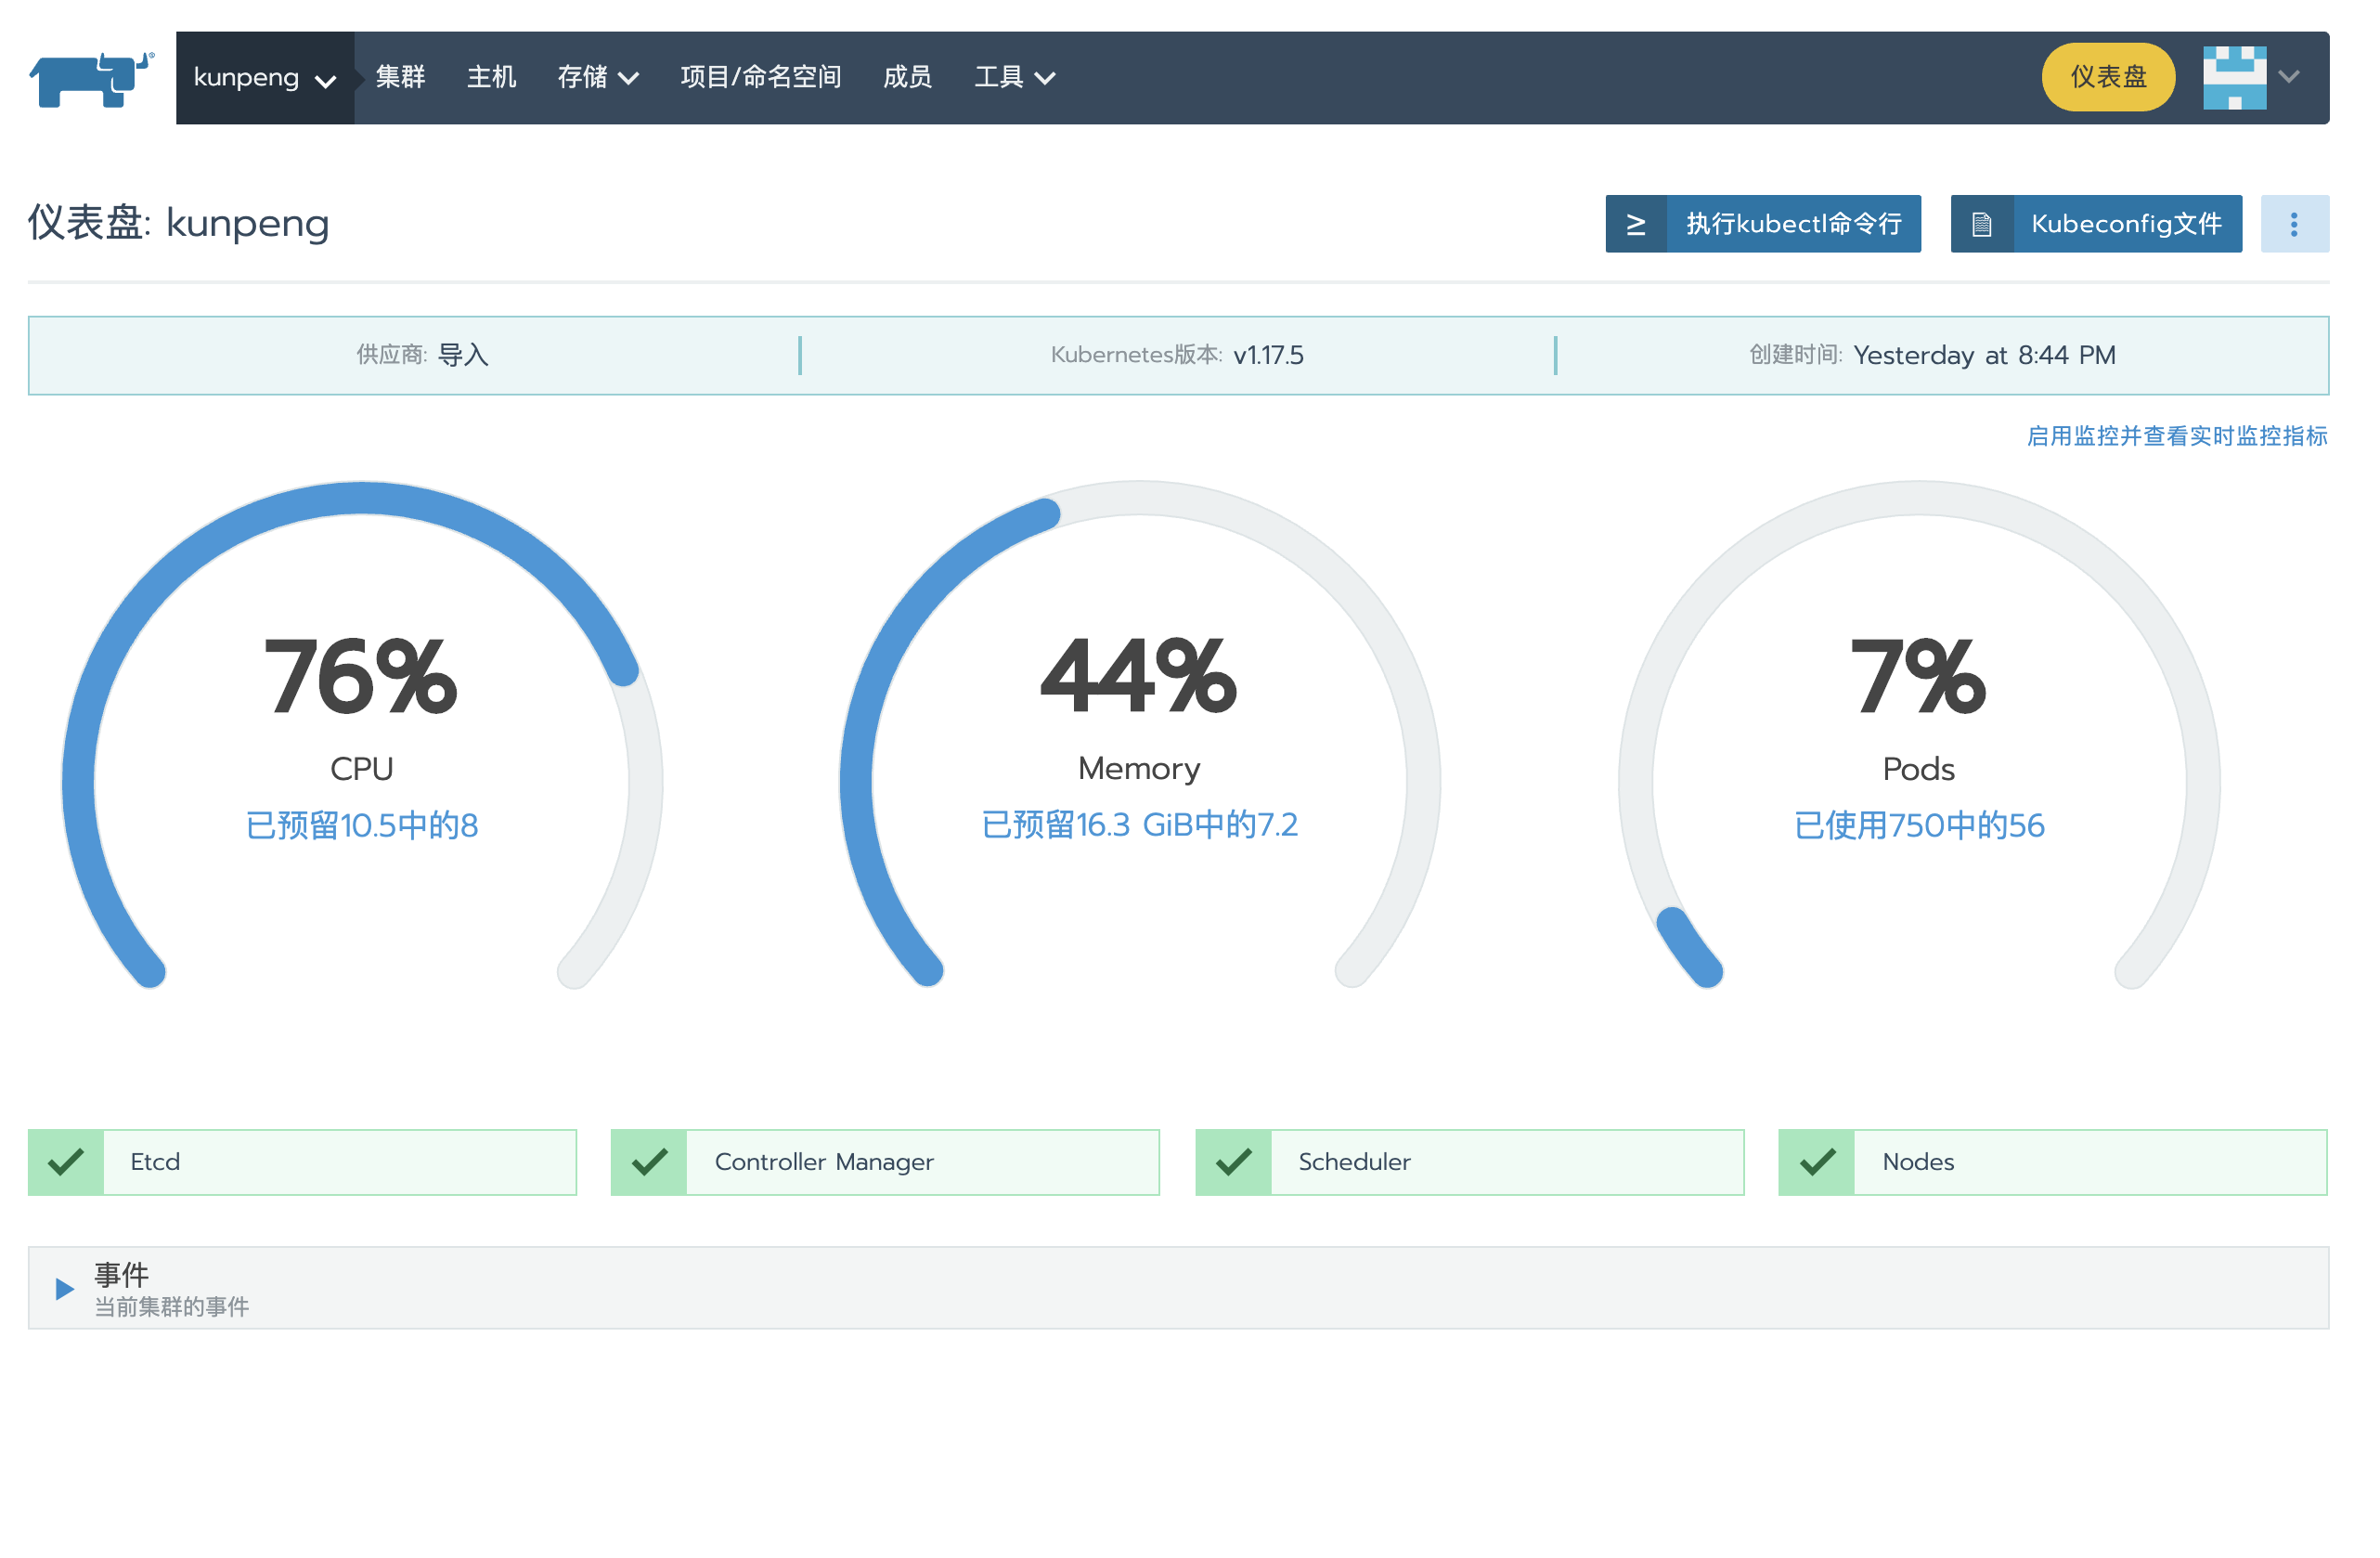 kunpeng 集群 主机 存储 项目/命名空间 成员 工具 仪表盘
仪表盘: kunpeng 执行kubectl命令行 Kubeconfig文件
供应商: 导入 Kubernetes版本: v1.17.5 创建时间: Yesterday at 8:44 PM
启用监控并查看实时监控指标
76% 44% 7%
CPU Memory Pods
已预留10.5中的8 已预留16.3 GiB中的7.2 已使用750中的56
Etcd Controller Manager Scheduler Nodes
事件
当前集群的事件